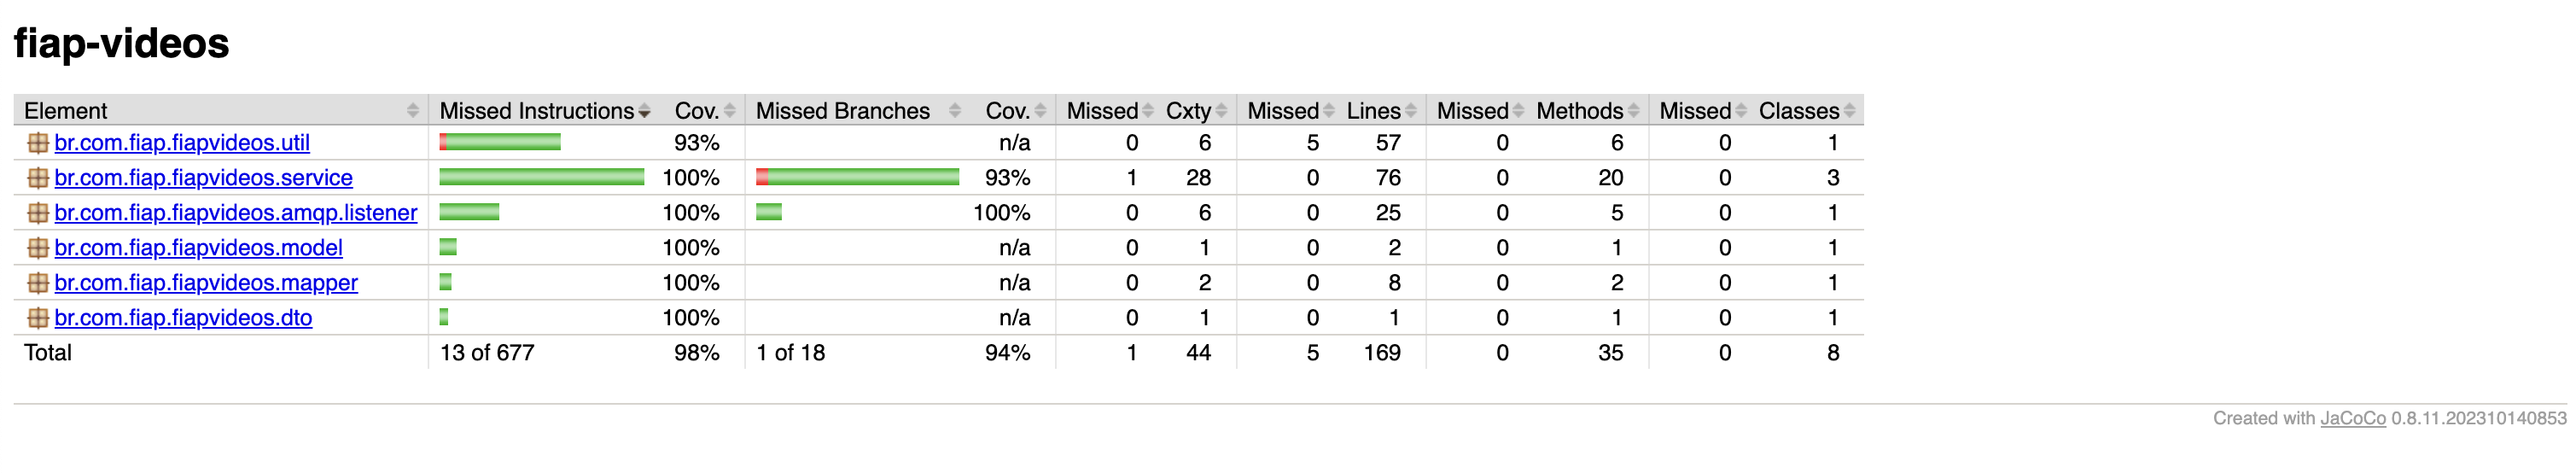 fiap-videos
Element Missed Instructions Cov. Missed Branches Cov. Missed Cxty Missed Lines Missed Methods Missed Classes
br.com.fiap.fiapvideos.util 93% n/a 0 6 5 57 0 6 0 1
br.com.fiap.fiapvideos.service 100% 93% 1 28 0 76 0 20 0 3
br.com.fiap.fiapvideos.amqp.listener 100% 100% 0 6 0 25 0 5 0 1
br.com.fiap.fiapvideos.model 100% n/a 0 1 0 2 0 1 0 1
br.com.fiap.fiapvideos.mapper 100% n/a 0 2 0 8 0 2 0 1
br.com.fiap.fiapvideos.dto 100% n/a 0 1 0 1 0 1 0 1
Total 13 of 677 98% 1 of 18 94% 1 44 5 169 0 35 0 8
Created with JaCoCo 0.8.11.202310140853